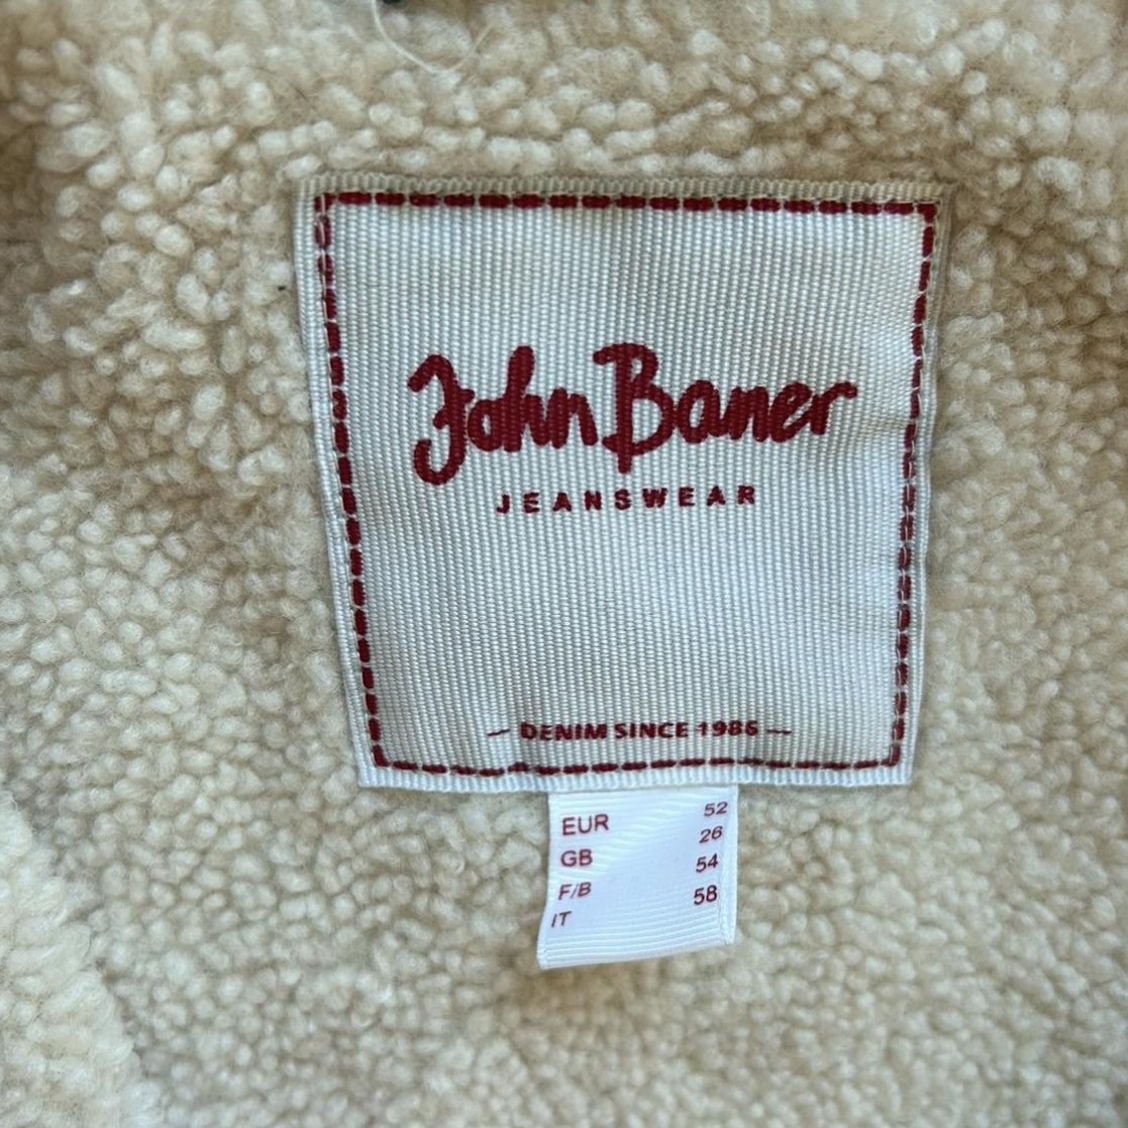 John Baner
JEANSWEAR
— DENIM SINCE 1986 —
EUR 52
GB 26
F/B 54
IT 58